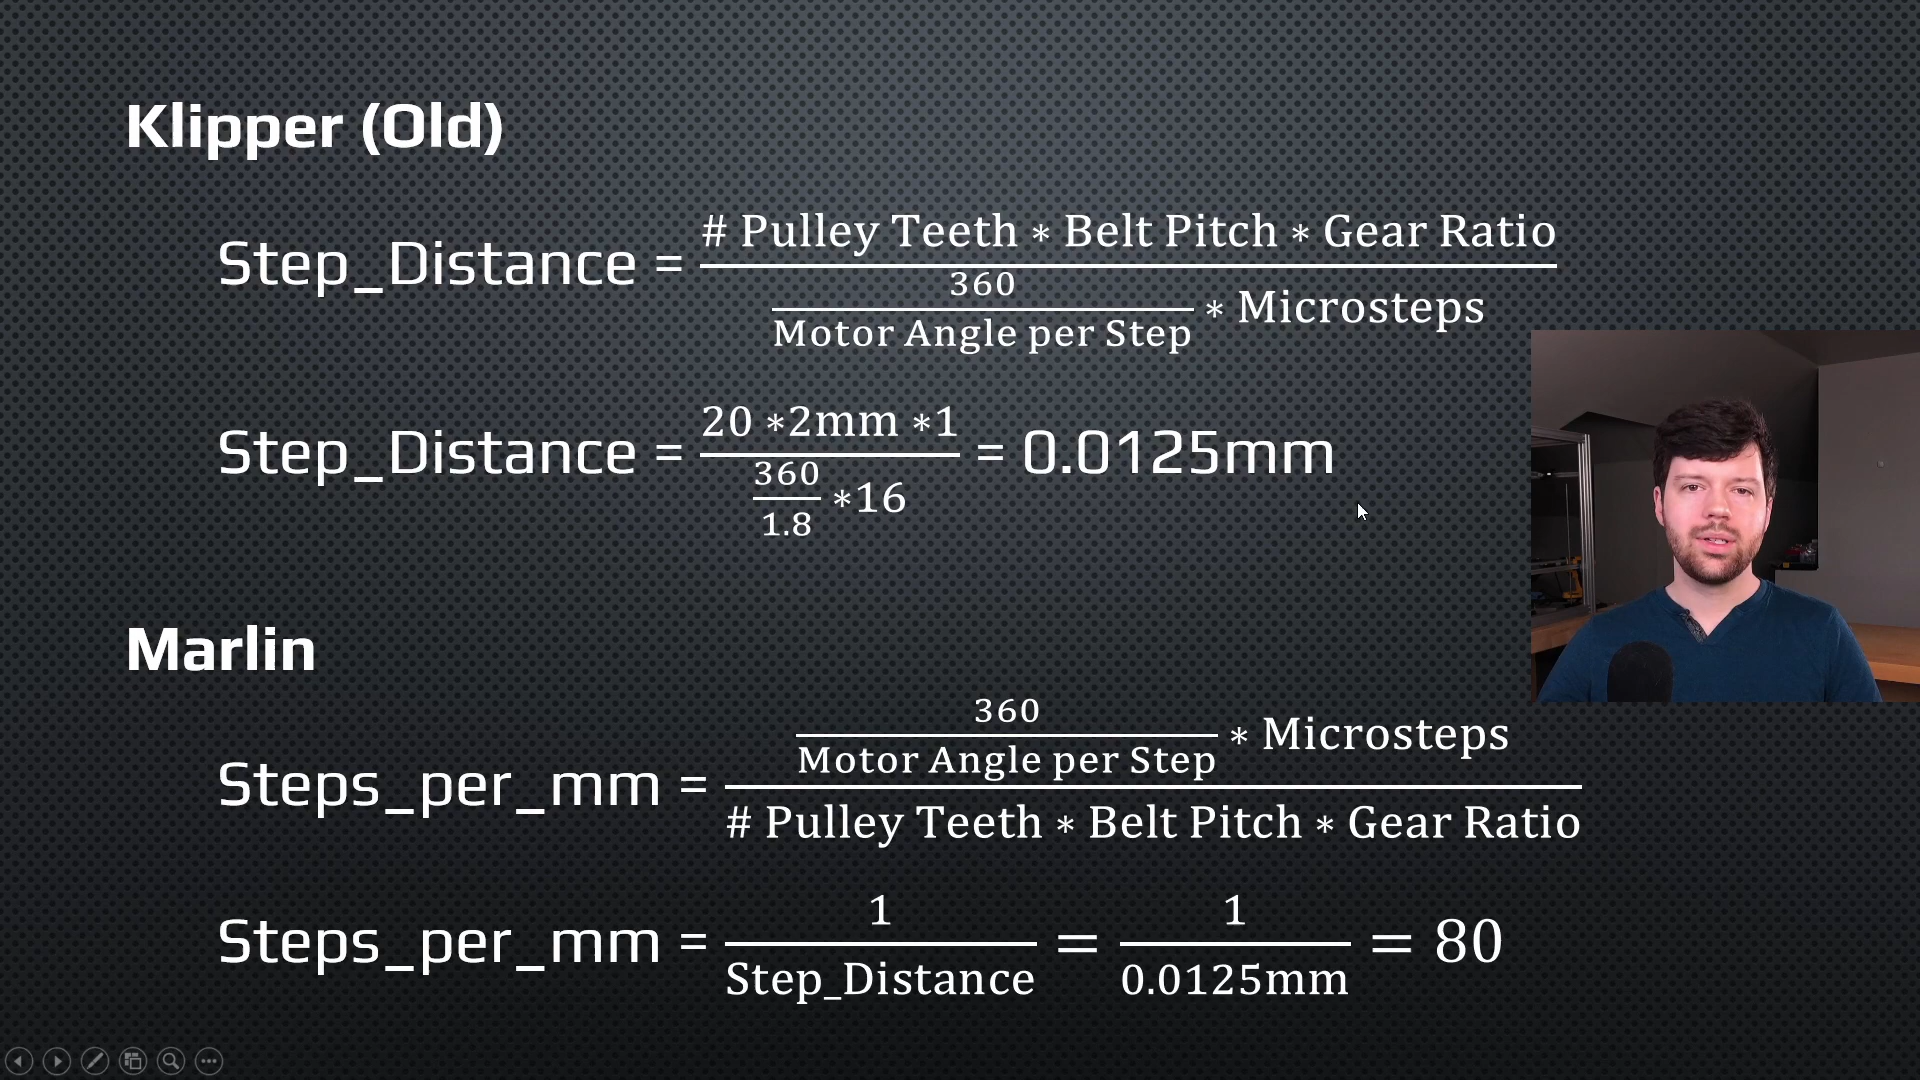 Klipper (Old)
Step_Distance = # Pulley Teeth * Belt Pitch * Gear Ratio
360
Motor Angle per Step * Microsteps
Step_Distance = 20 *2mm *1 = 0.0125mm
360
1.8 *16
Marlin
360
Motor Angle per Step * Microsteps
Steps_per_mm =
# Pulley Teeth * Belt Pitch * Gear Ratio
Steps_per_mm = 1 = 1 = 80
Step_Distance 0.0125mm